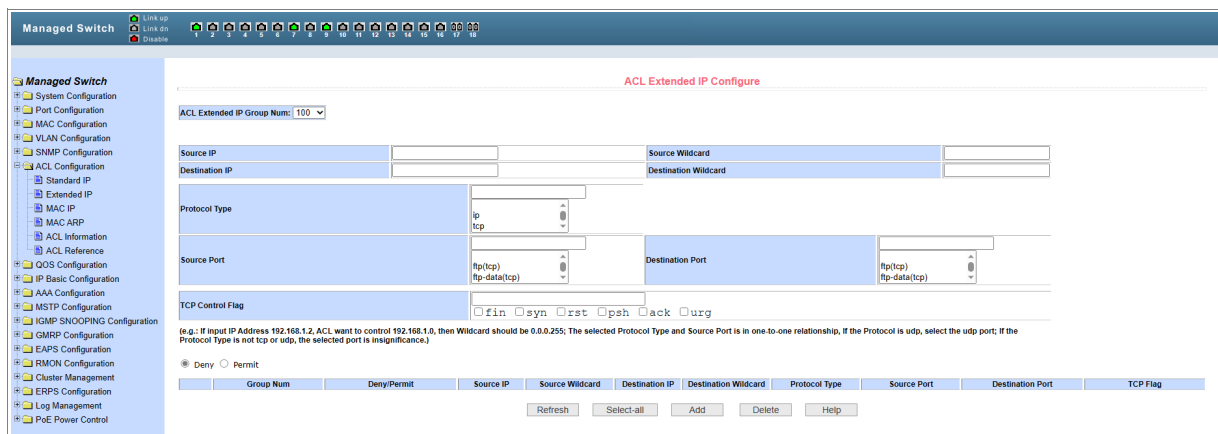 Managed Switch
Link up
Link dn
Disable
1 2 3 4 5 6 7 8 9 10 11 12 13 14 15 16 17 18
Managed Switch
System Configuration
Port Configuration
MAC Configuration
VLAN Configuration
SNMP Configuration
ACL Configuration
Standard IP
Extended IP
MAC IP
MAC ARP
ACL Information
ACL Reference
QOS Configuration
IP Basic Configuration
AAA Configuration
MSTP Configuration
IGMP SNOOPING Configuration
GMRP Configuration
EAPS Configuration
RMON Configuration
Cluster Management
ERPS Configuration
Log Management
PoE Power Control
ACL Extended IP Configure
ACL Extended IP Group Num: 100
Source IP Source Wildcard
Destination IP Destination Wildcard
Protocol Type
ip
tcp
Source Port
ftp(tcp)
ftp-data(tcp)
Destination Port
ftp(tcp)
ftp-data(tcp)
TCP Control Flag
fin syn rst psh ack urg
(e.g.: If input IP Address 192.168.1.2, ACL want to control 192.168.1.0, then Wildcard should be 0.0.0.255; The selected Protocol Type and Source Port is in one-to-one relationship, If the Protocol is udp, select the udp port; If the
Protocol Type is not tcp or udp, the selected port is insignificance.)
Deny Permit
Group Num Deny/Permit Source IP Source Wildcard Destination IP Destination Wildcard Protocol Type Source Port Destination Port TCP Flag
Refresh Select-all Add Delete Help